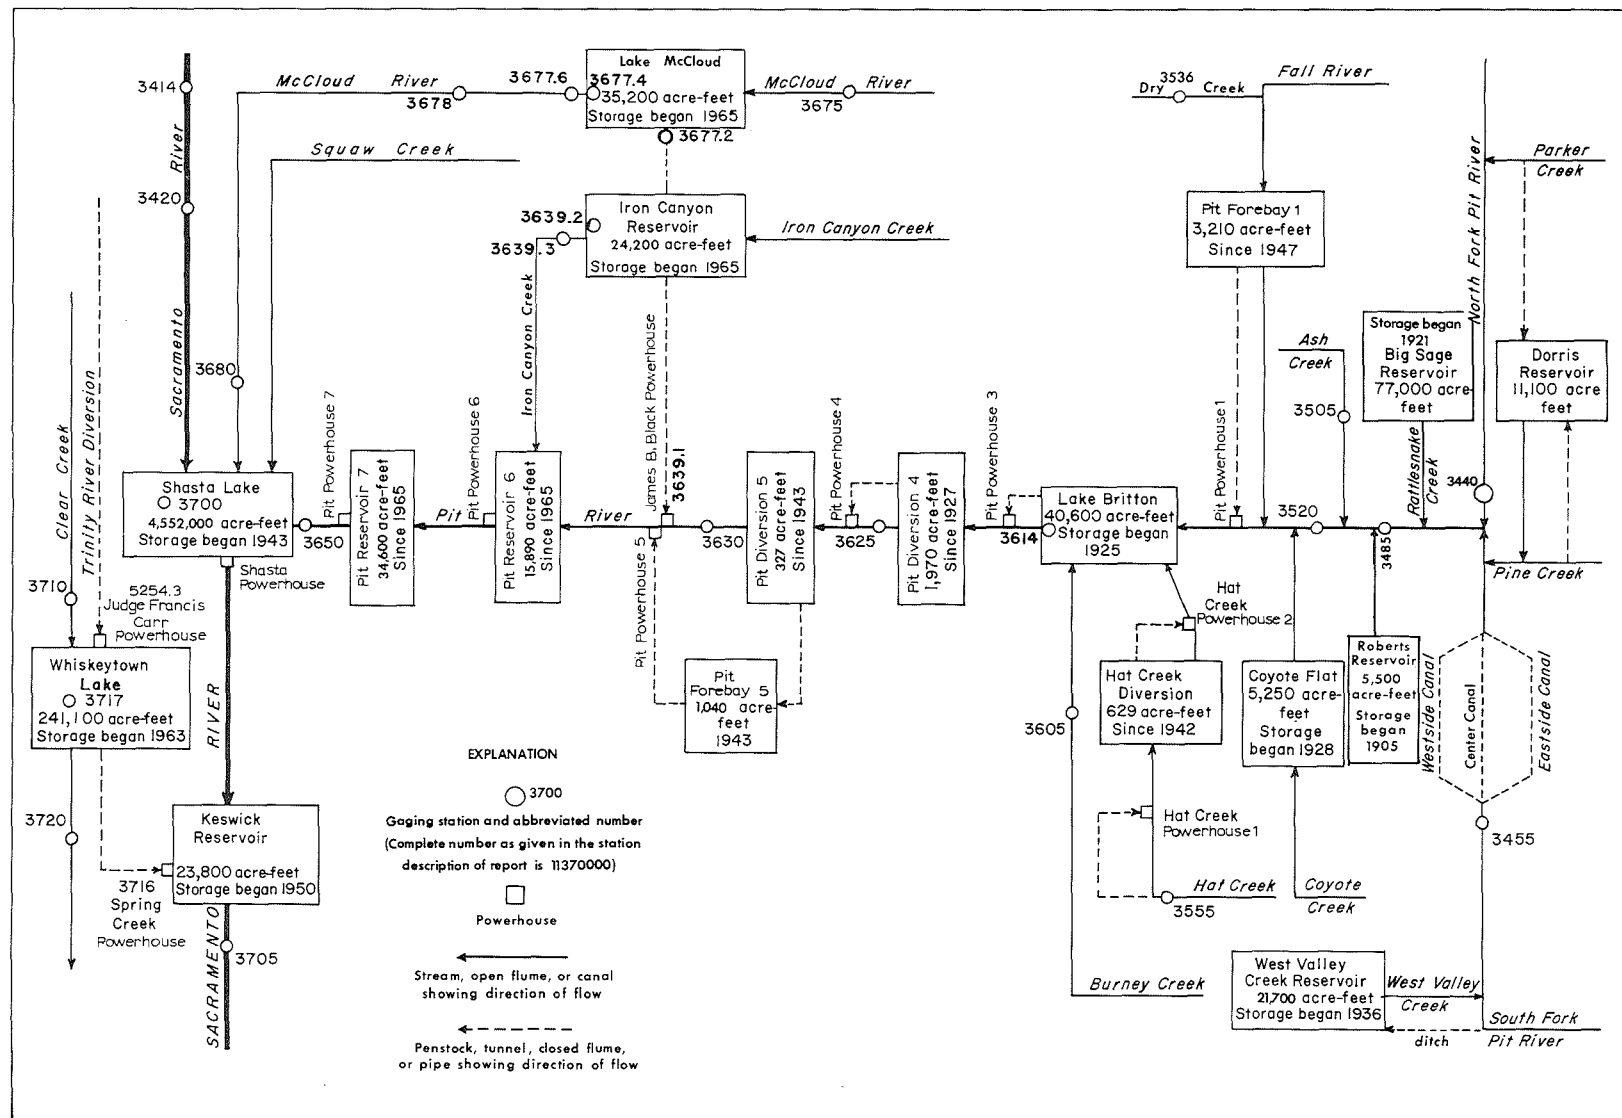 3414
River
3420
Sacramento
McCloud River
3678
3677.6
Lake McCloud
3677.4
35,200 acre-feet
Storage began 1965
McCloud River
3675
3677.2
Squaw Creek
3680
Iron Canyon
Reservoir
24,200 acre-feet
Storage began 1965
3639.2
3639.3
Iron Canyon Creek
Iron Canyon Creek
James B. Black Powerhouse
3639.1
3536
Dry Creek
Fall River
Pit Forebay 1
3,210 acre-feet
Since 1947
Pit Powerhouse 1
Ash
Creek
3505
Storage began
1921
Big Sage
Reservoir
77,000 acre-
feet
Rattlesnake
Creek
North Fork Pit River
Parker
Creek
Dorris
Reservoir
11,100 acre
feet
3440
Pine Creek
Clear Creek
Trinity River Diversion
3710
5254.3
Judge Francis
Carr
Powerhouse
Shasta Lake
3700
4,552,000 acre-feet
Storage began 1943
Shasta
Powerhouse
3650
Pit Powerhouse 7
Pit Reservoir 7
34,600 acre-feet
Since 1965
Pit River
Pit Powerhouse 6
Pit Reservoir 6
15,890 acre-feet
Since 1965
Pit Powerhouse 5
3630
Pit Diversion 5
327 acre-feet
Since 1943
Pit Powerhouse 4
3625
Pit Diversion 4
1,970 acre-feet
Since 1927
Pit Powerhouse 3
3614
Lake Britton
40,600 acre-feet
Storage began
1925
3520
3485
Pit
Forebay 5
1,040 acre-
feet
1943
Hat
Creek
Powerhouse 2
Hat Creek
Diversion
629 acre-feet
Since 1942
3605
Hat Creek
Powerhouse 1
Hat Creek
3555
Burney Creek
Coyote Flat
5,250 acre-
feet
Storage
began 1928
Coyote
Creek
Roberts
Reservoir
5,500
acre-feet
Storage
began
1905
Westside Canal
Center Canal
Eastside Canal
3455
West Valley
Creek Reservoir
21,700 acre-feet
Storage began 1936
West Valley
Creek
South Fork
Pit River
ditch
Whiskeytown
Lake
3717
241,100 acre-feet
Storage began 1963
3720
3716
Spring
Creek
Powerhouse
RIVER
Keswick
Reservoir
23,800 acre-feet
Storage began 1950
SACRAMENTO
3705
EXPLANATION
3700
Gaging station and abbreviated number
(Complete number as given in the station
description of report is 11370000)
Powerhouse
Stream, open flume, or canal
showing direction of flow
Penstock, tunnel, closed flume,
or pipe showing direction of flow